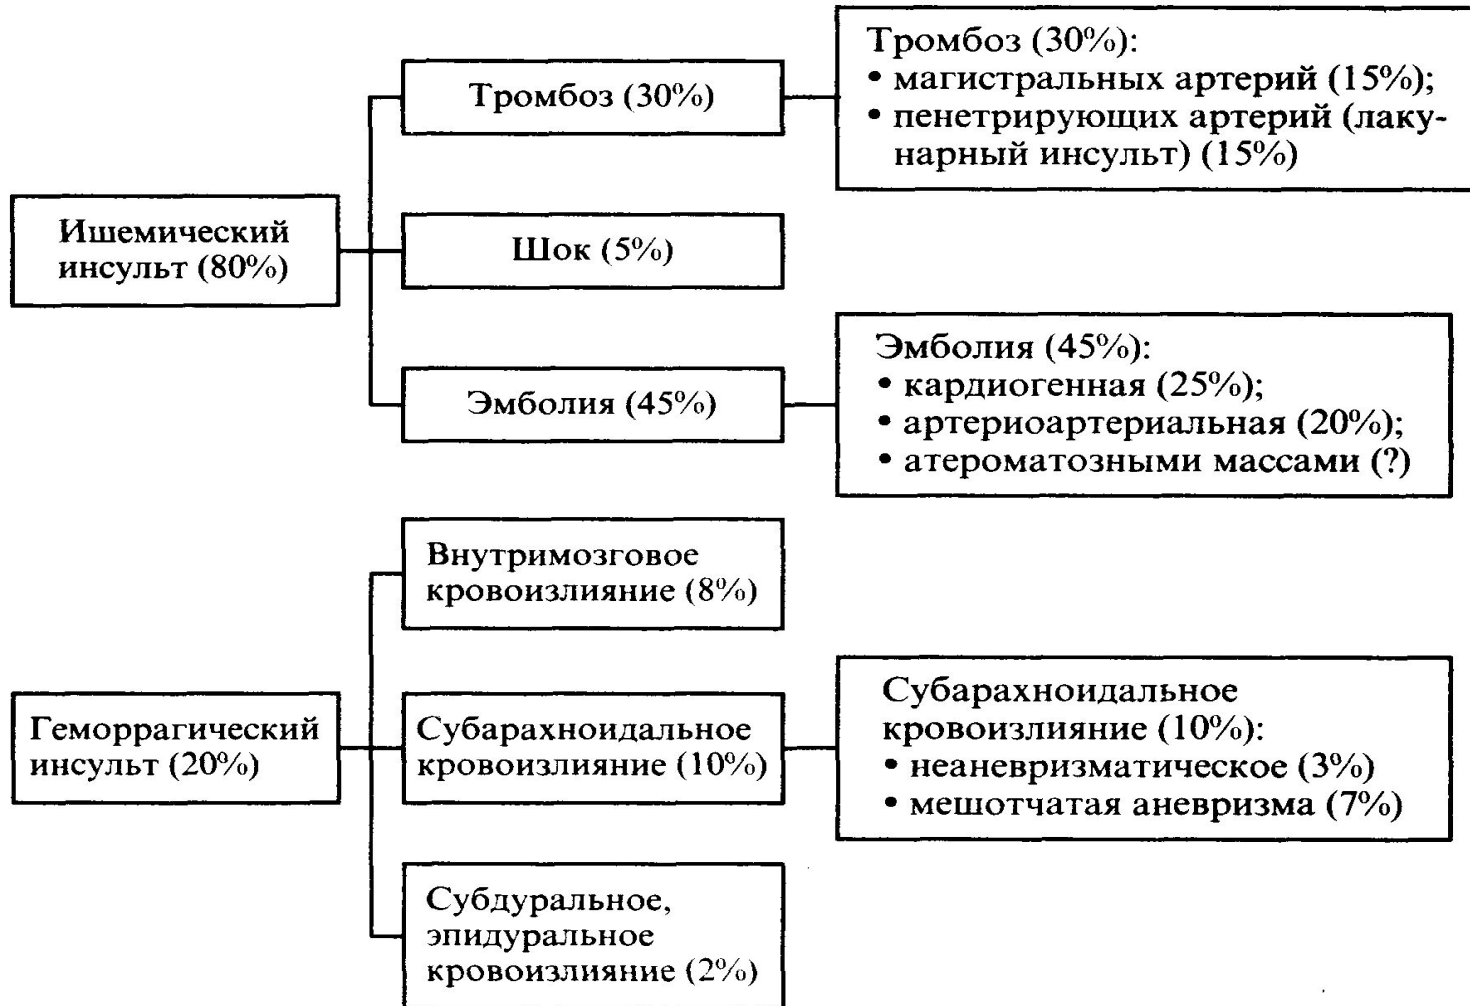 Ишемический
инсульт (80%)
Тромбоз (30%)
Тромбоз (30%):
• магистральных артерий (15%);
• пенетрирующих артерий (лаку-
нарный инсульт) (15%)
Шок (5%)
Эмболия (45%)
Эмболия (45%):
• кардиогенная (25%);
• артериоартериальная (20%);
• атероматозными массами (?)
Геморрагический
инсульт (20%)
Внутримозговое
кровоизлияние (8%)
Субарахноидальное
кровоизлияние (10%)
Субарахноидальное
кровоизлияние (10%):
• неаневризматическое (3%)
• мешотчатая аневризма (7%)
Субдуральное,
эпидуральное
кровоизлияние (2%)